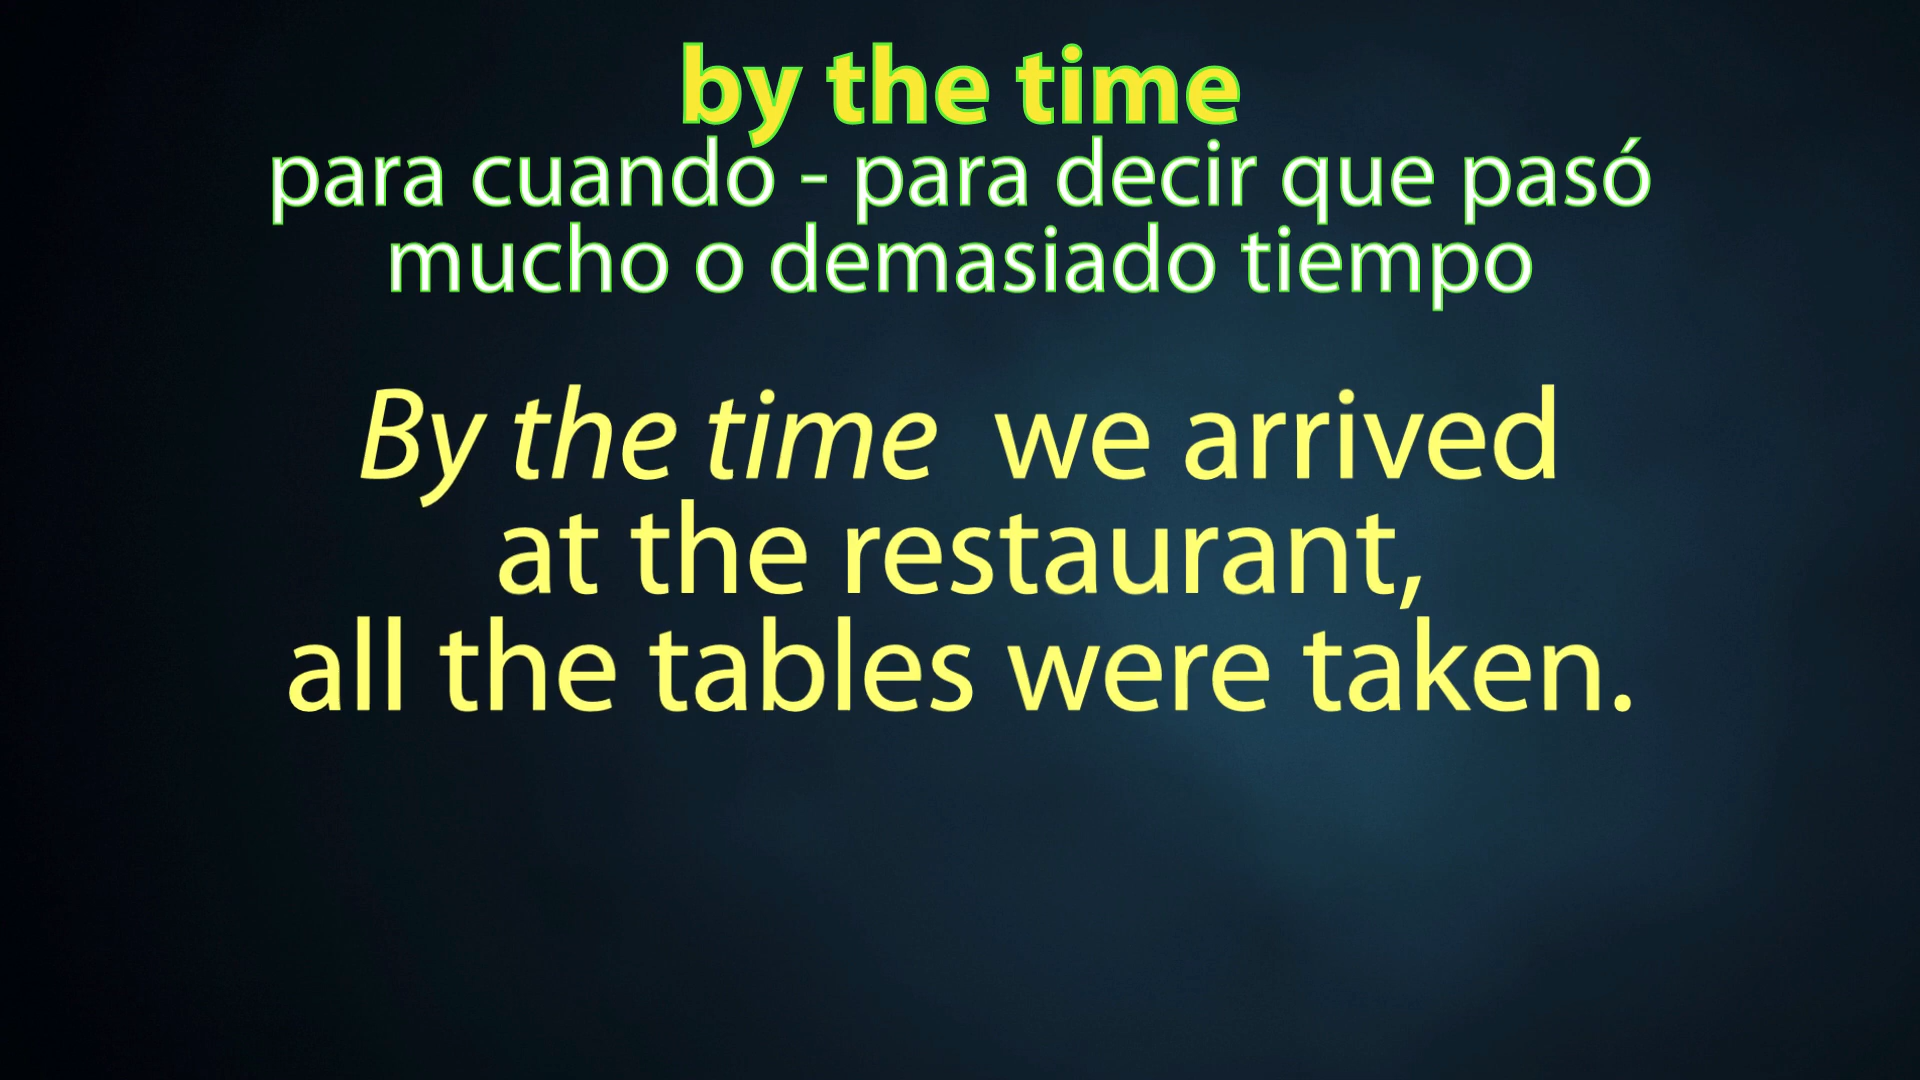 by the time
para cuando - para decir que pasó
mucho o demasiado tiempo
By the time we arrived
at the restaurant,
all the tables were taken.